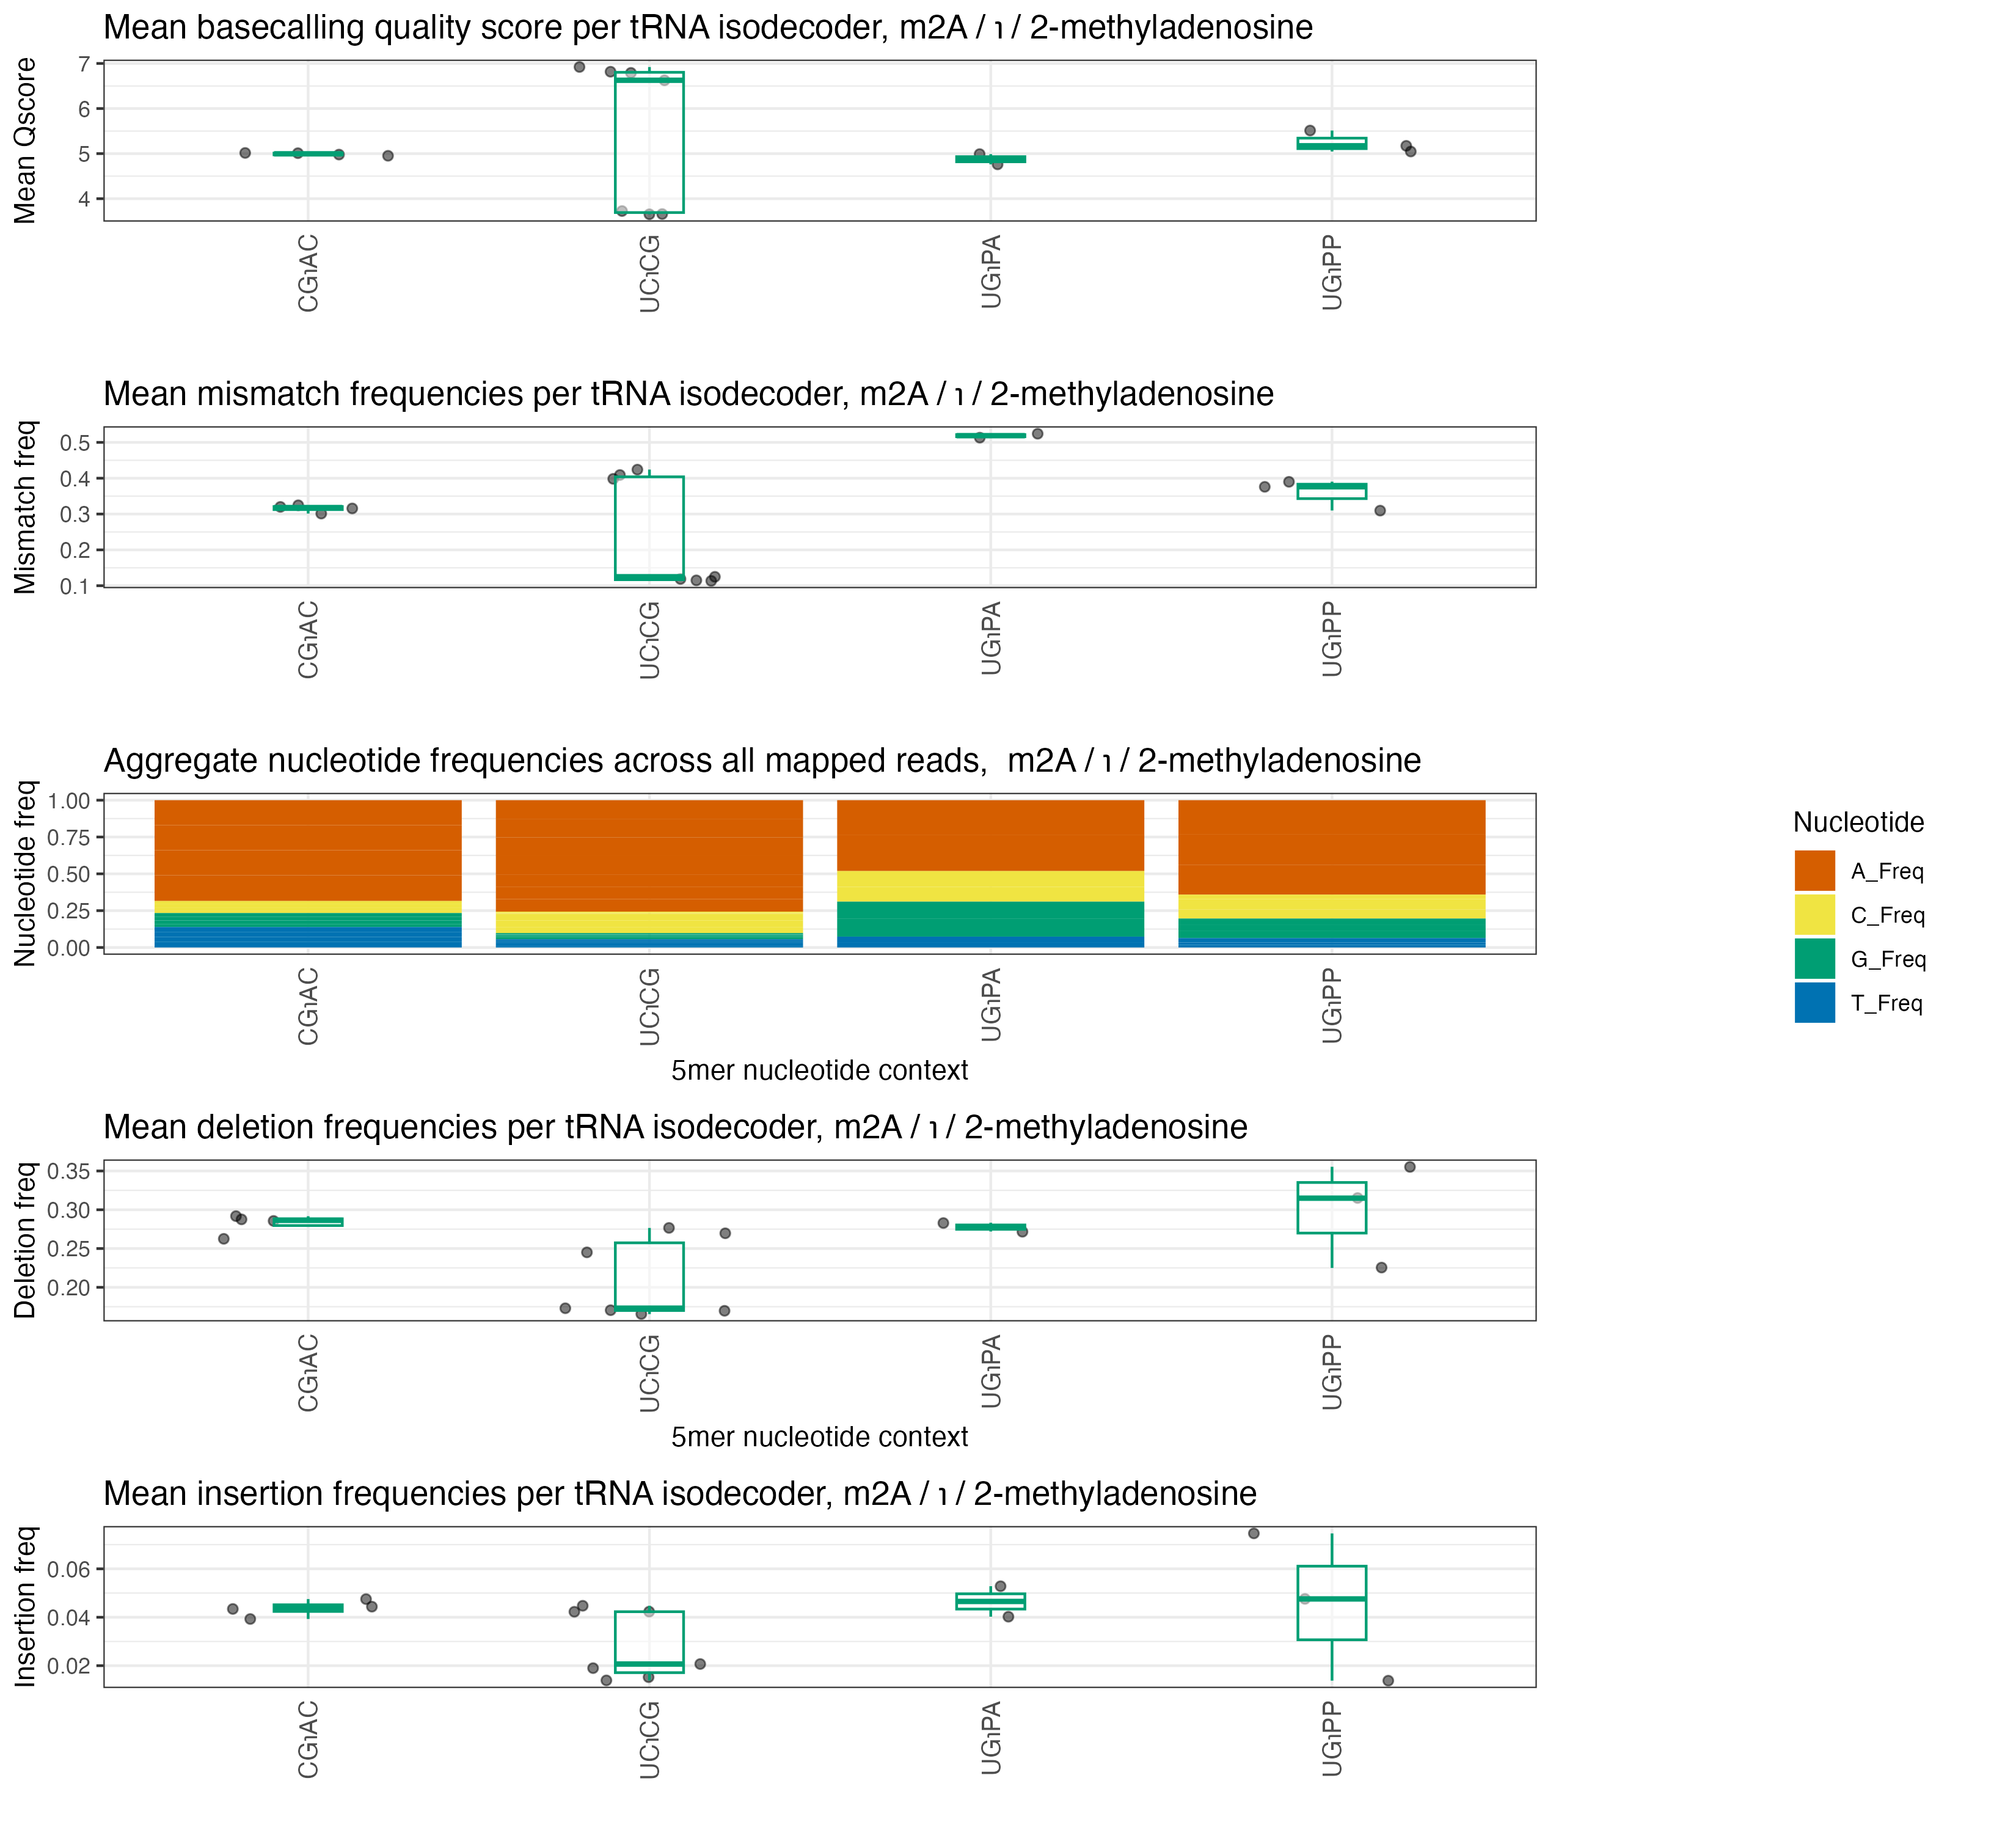 Mean basecalling quality score per tRNA isodecoder, m2A / ı / 2-methyladenosine
Mean Qscore
7
6
5
4
CGıAC
UCıCG
UGıPA
UGıPP
Mean mismatch frequencies per tRNA isodecoder, m2A / ı / 2-methyladenosine
Mismatch freq
0.5
0.4
0.3
0.2
0.1
CGıAC
UCıCG
UGıPA
UGıPP
Aggregate nucleotide frequencies across all mapped reads,  m2A / ı / 2-methyladenosine
Nucleotide freq
1.00
0.75
0.50
0.25
0.00
CGıAC
UCıCG
UGıPA
UGıPP
5mer nucleotide context
Nucleotide
A_Freq
C_Freq
G_Freq
T_Freq
Mean deletion frequencies per tRNA isodecoder, m2A / ı / 2-methyladenosine
Deletion freq
0.35
0.30
0.25
0.20
CGıAC
UCıCG
UGıPA
UGıPP
5mer nucleotide context
Mean insertion frequencies per tRNA isodecoder, m2A / ı / 2-methyladenosine
Insertion freq
0.06
0.04
0.02
CGıAC
UCıCG
UGıPA
UGıPP